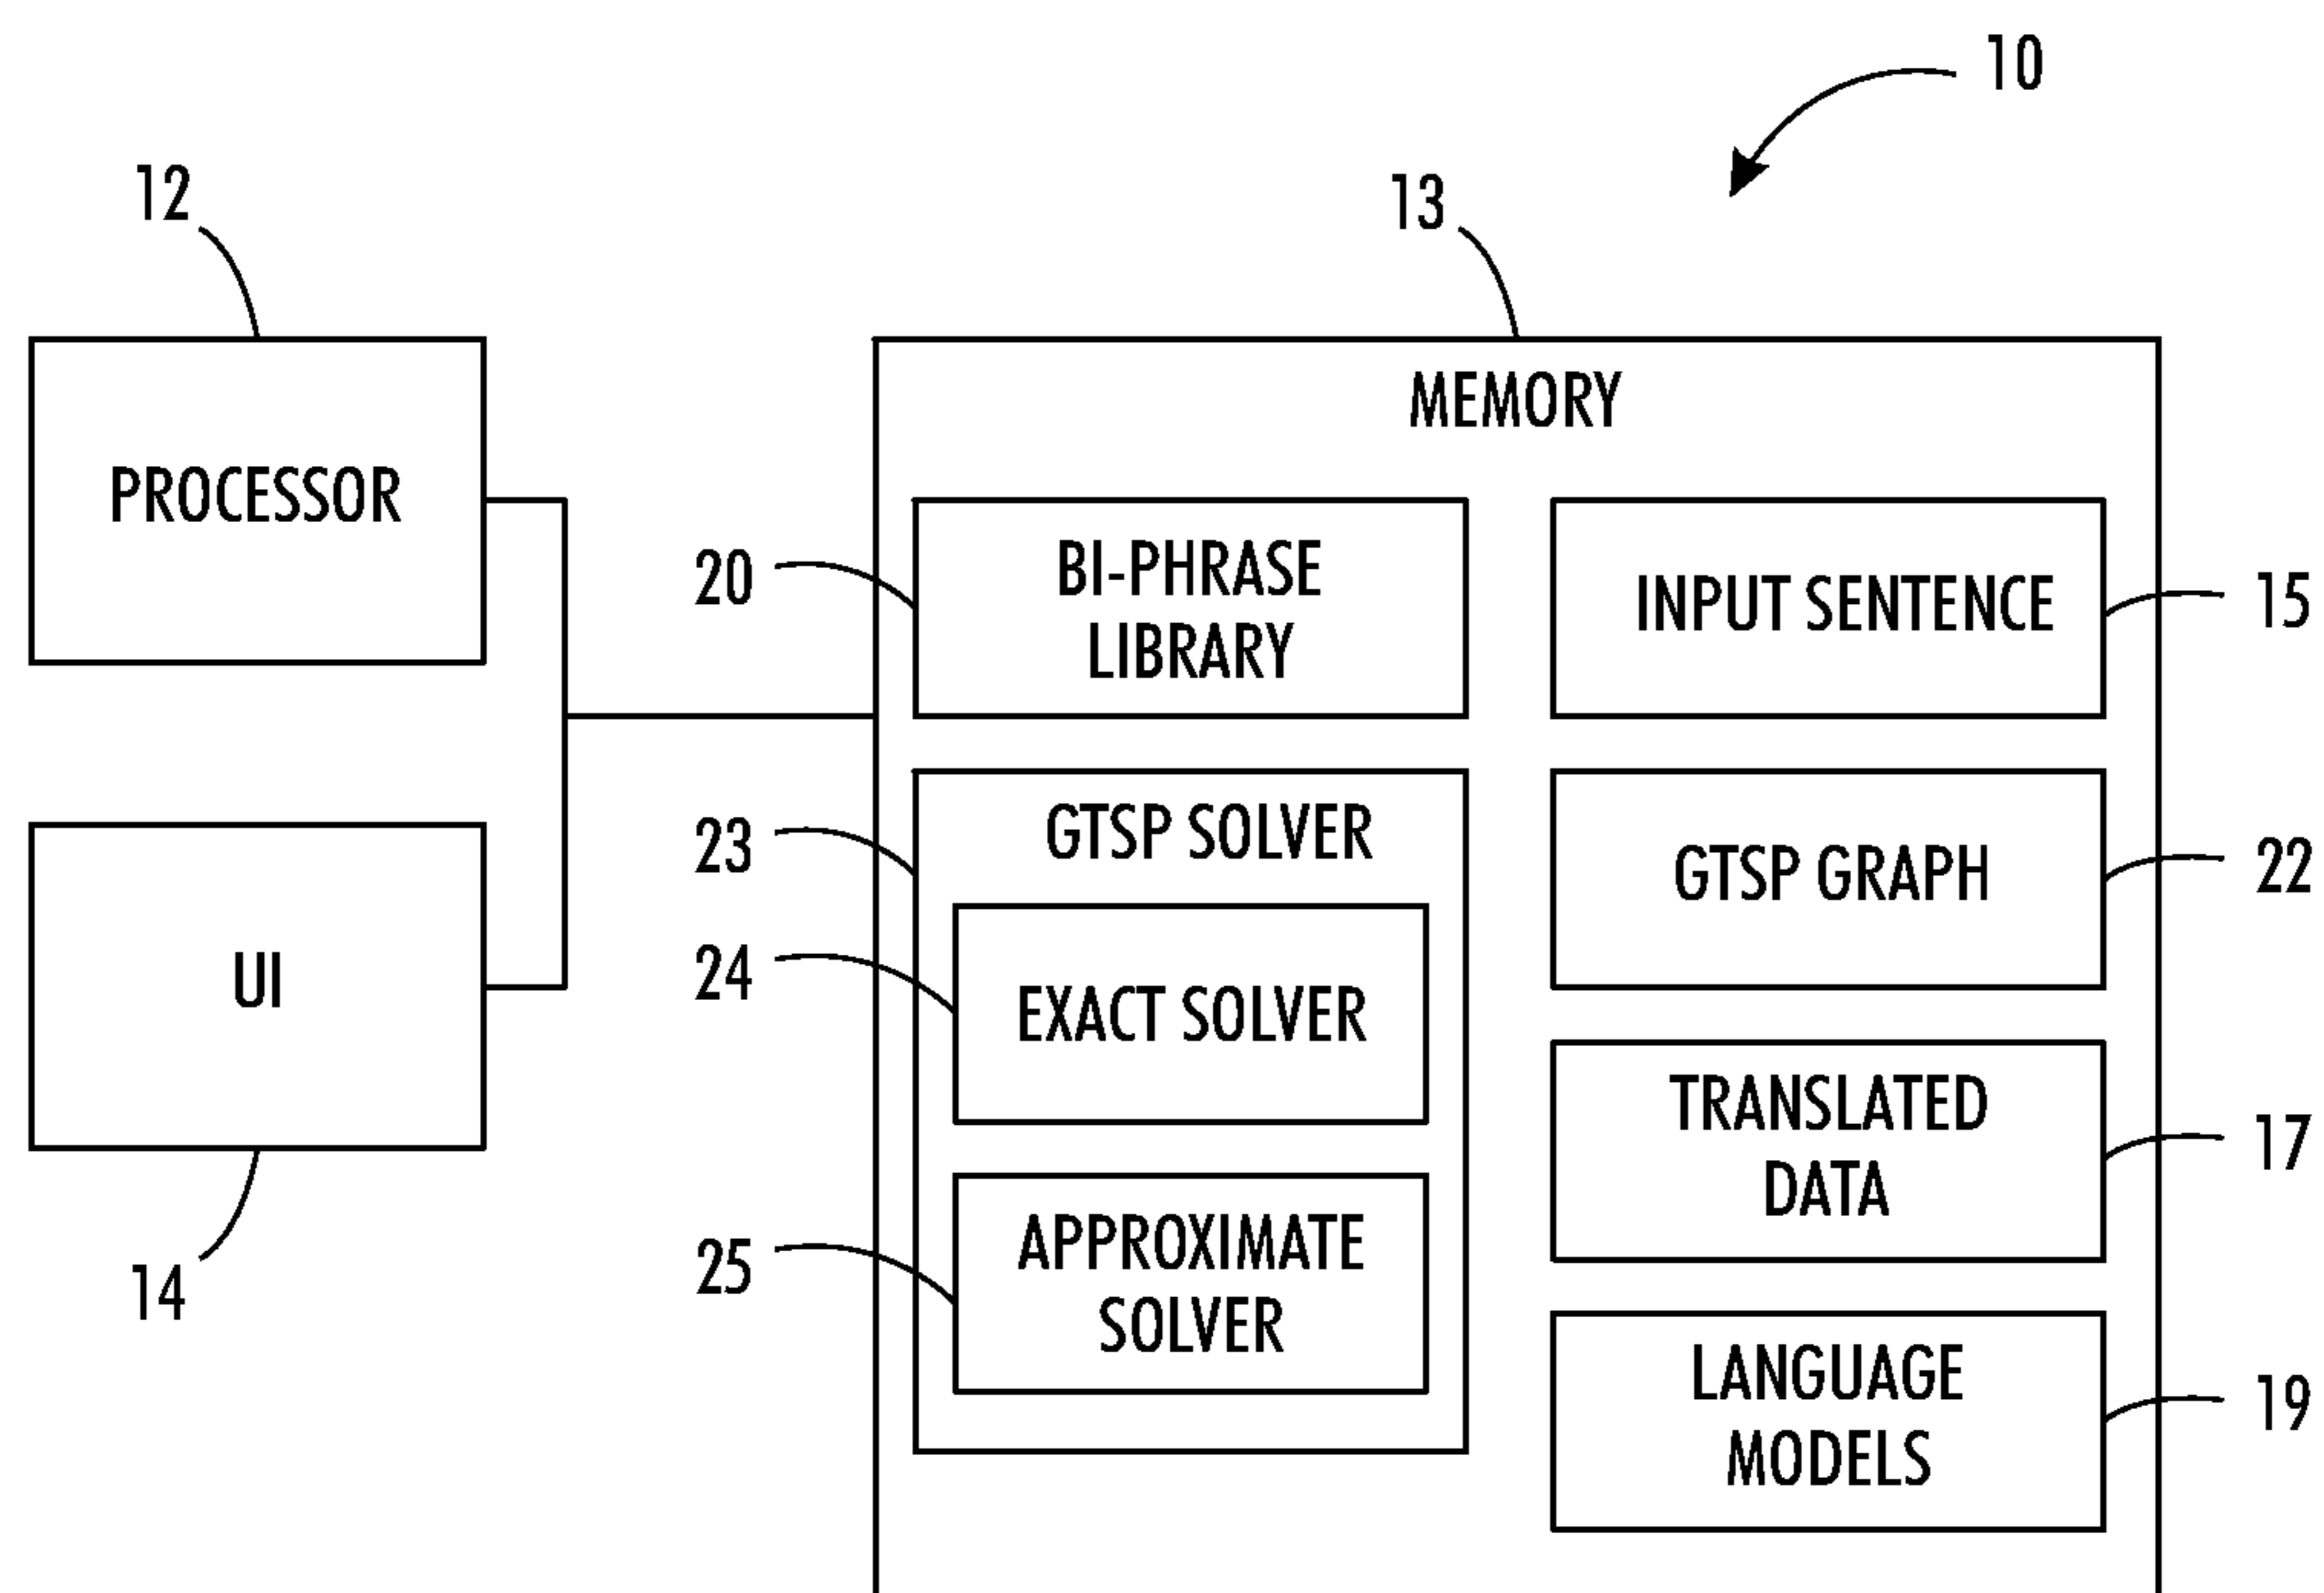 10
12
13
PROCESSOR
MEMORY
20
BI-PHRASE
LIBRARY
INPUT SENTENCE
15
23
GTSP SOLVER
GTSP GRAPH
22
24
EXACT SOLVER
UI
14
TRANSLATED
DATA
17
25
APPROXIMATE
SOLVER
LANGUAGE
MODELS
19